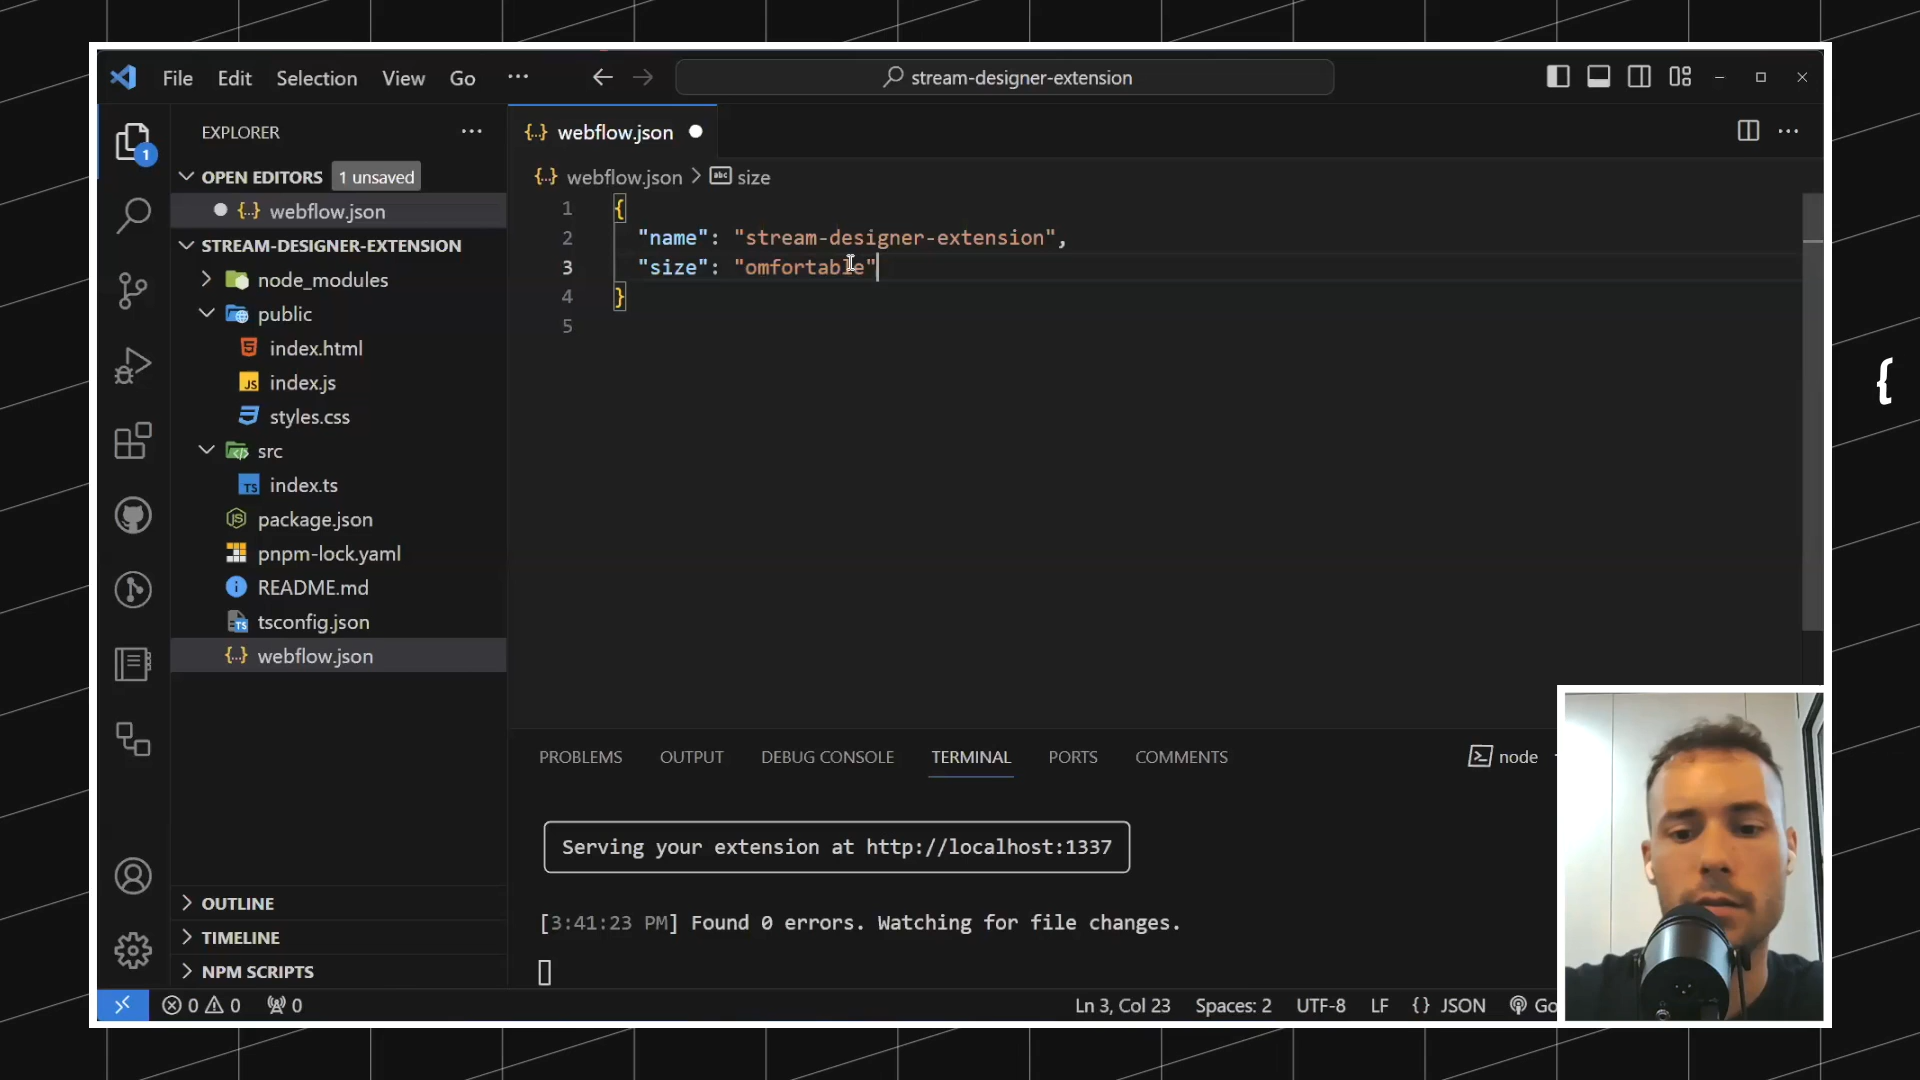 File Edit Selection View Go ··· stream-designer-extension
EXPLORER ···
webflow.json
OPEN EDITORS 1 unsaved
webflow.json
STREAM-DESIGNER-EXTENSION
node_modules
public
index.html
index.js
styles.css
src
index.ts
package.json
pnpm-lock.yaml
README.md
tsconfig.json
webflow.json
OUTLINE
TIMELINE
NPM SCRIPTS
1
webflow.json > size
1 {
2 "name": "stream-designer-extension",
3 "size": "omfortable"
4 }
5
{
PROBLEMS OUTPUT DEBUG CONSOLE TERMINAL PORTS COMMENTS node
Serving your extension at http://localhost:1337
[3:41:23 PM] Found 0 errors. Watching for file changes.
0 0 0 Ln 3, Col 23 Spaces: 2 UTF-8 LF {} JSON Go